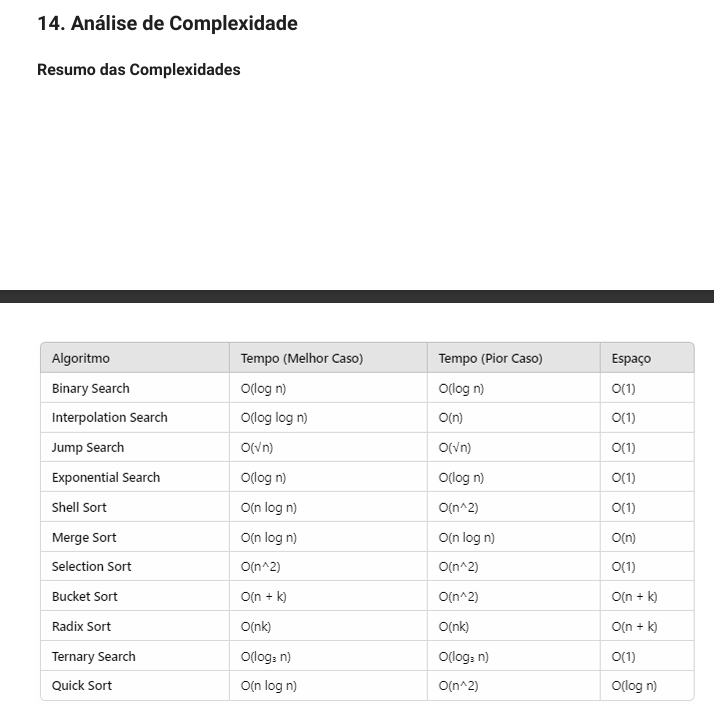 14. Análise de Complexidade
Resumo das Complexidades
Algoritmo Tempo (Melhor Caso) Tempo (Pior Caso) Espaço
Binary Search O(log n) O(log n) O(1)
Interpolation Search O(log log n) O(n) O(1)
Jump Search O(√n) O(√n) O(1)
Exponential Search O(log n) O(log n) O(1)
Shell Sort O(n log n) O(n^2) O(1)
Merge Sort O(n log n) O(n log n) O(n)
Selection Sort O(n^2) O(n^2) O(1)
Bucket Sort O(n + k) O(n^2) O(n + k)
Radix Sort O(nk) O(nk) O(n + k)
Ternary Search O(log₃ n) O(log₃ n) O(1)
Quick Sort O(n log n) O(n^2) O(log n)